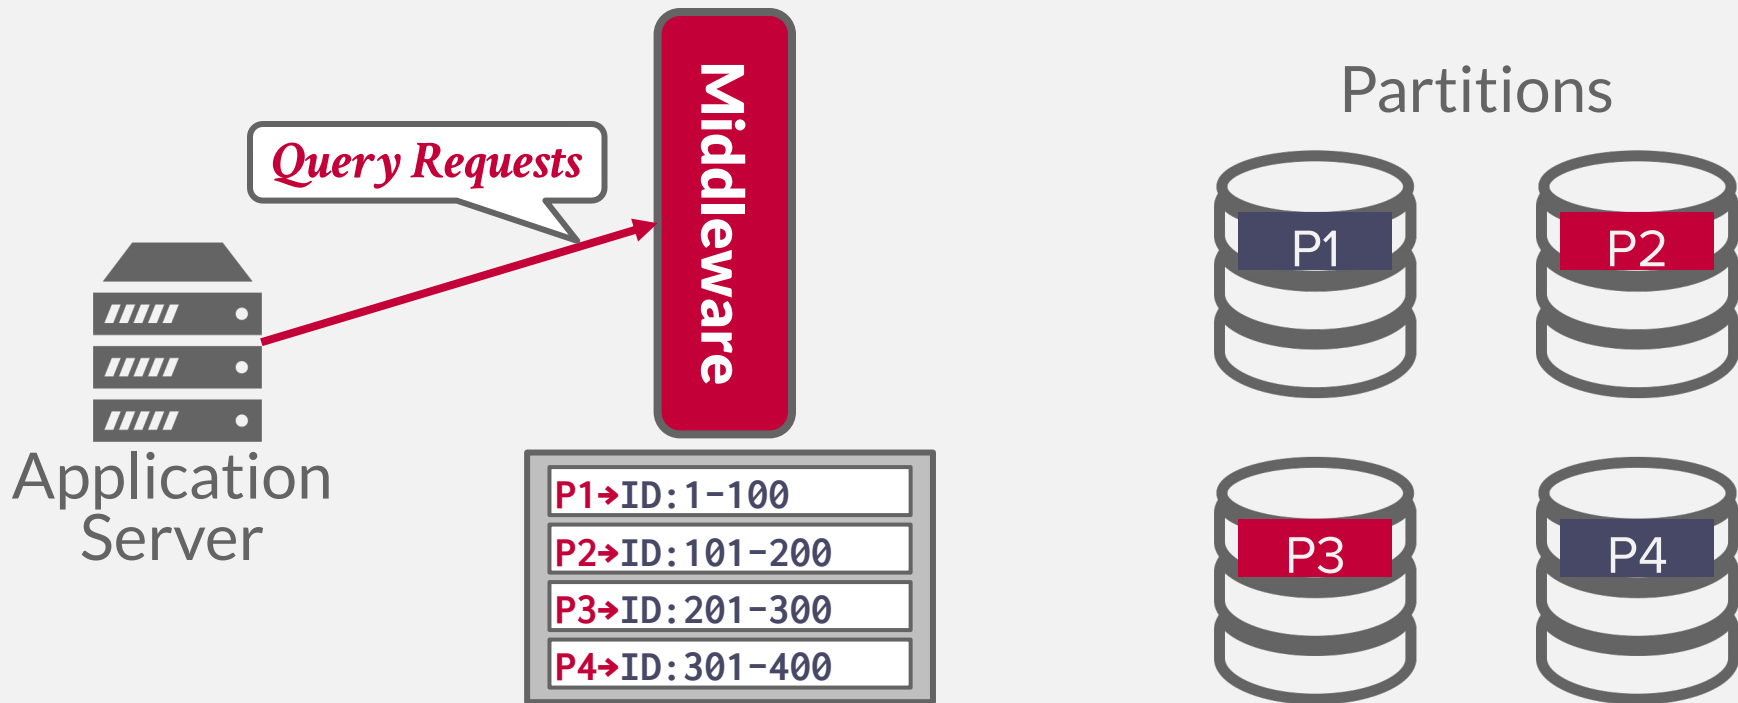 Middleware
Query Requests
Application
Server
P1→ID:1-100
P2→ID:101-200
P3→ID:201-300
P4→ID:301-400
Partitions
P1
P2
P3
P4